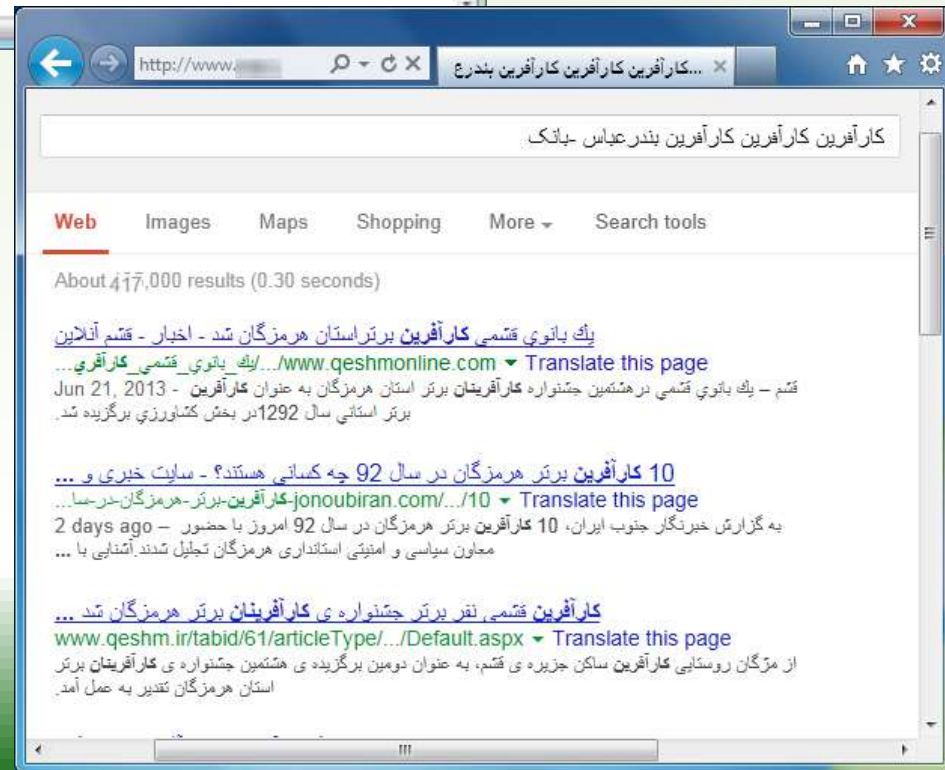 http://www.
...کارآفرین کارآفرین کارآفرین بندرع
کارآفرین کارآفرین کارآفرین بندرعباس -بانک
Web Images Maps Shopping More Search tools
About ,000 results (0.30 seconds)
يك بانوي قشمي کارآفرین برتراستان هرمزگان شد - اخبار - قشم آنلاین
www.qeshmonline.com/.../يك_بانوي_قشمي_کارآفري... Translate this page
Jun 21, 2013 - قشم – يك بانوي قشمي درهشتمين جشنواره کارآفرینان برتر استان هرمزگان به عنوان کارآفرین
برتر استاني سال 1292در بخش كشاورزي برگزيده شد.
10 کارآفرین برتر هرمزگان در سال 92 چه کسانی هستند؟ - سایت خبری و ...
jonoubiran.com/.../10-کارآفرین-برتر-هرمزگان-در-سا... Translate this page
2 days ago – به گزارش خبرنگار جنوب ایران، 10 کارآفرین برتر هرمزگان در سال 92 امروز با حضور
معاون سیاسی و امنیتی استانداری هرمزگان تجلیل شدند.آشنایی با ...
کارآفرین قشمی نفر برتر جشنواره ی کارآفرینان برتر هرمزگان شد ...
www.qeshm.ir/tabid/61/articleType/.../Default.aspx Translate this page
از مژگان روستایی کارآفرین ساکن جزیره ی قشم، به عنوان دومین برگزیده ی هشتمین جشنواره ی کارآفرینان برتر
استان هرمزگان تقدیر به عمل آمد.